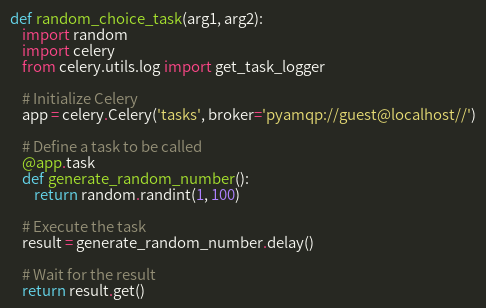 def random_choice_task(arg1, arg2):
    import random
    import celery
    from celery.utils.log import get_task_logger

    # Initialize Celery
    app = celery.Celery('tasks', broker='pyamqp://guest@localhost//')

    # Define a task to be called
    @app.task
    def generate_random_number():
        return random.randint(1, 100)

    # Execute the task
    result = generate_random_number.delay()

    # Wait for the result
    return result.get()